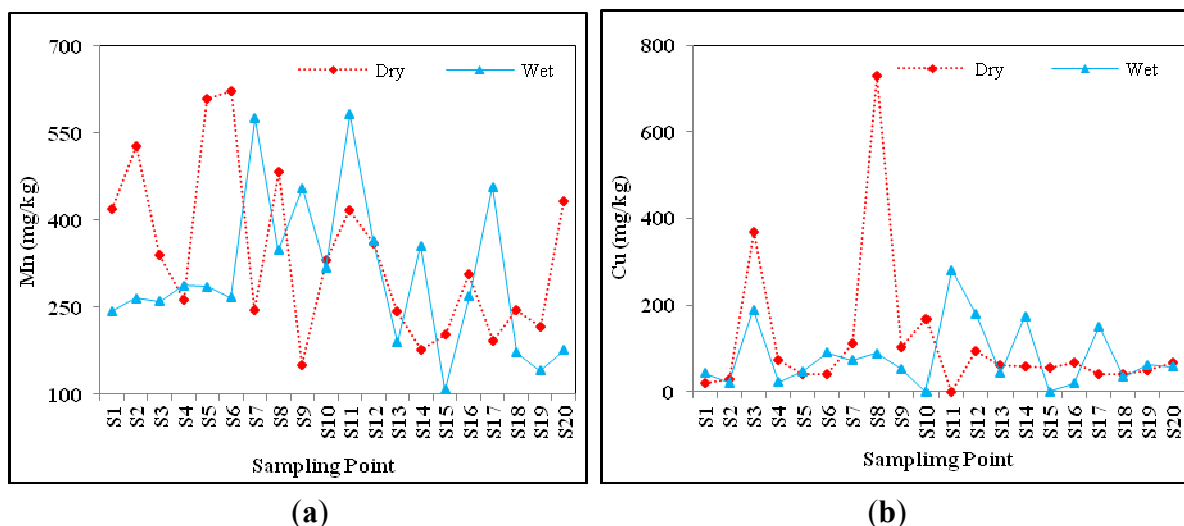 700
550
400
250
100
Mn (mg/kg)
Dry
Wet
S1 S2 S3 S4 S5 S6 S7 S8 S9 S10 S11 S12 S13 S14 S15 S16 S17 S18 S19 S20
Sampling Point
(a)
800
600
400
200
0
Cu (mg/kg)
Dry
Wet
S1 S2 S3 S4 S5 S6 S7 S8 S9 S10 S11 S12 S13 S14 S15 S16 S17 S18 S19 S20
Samplimg Point
(b)